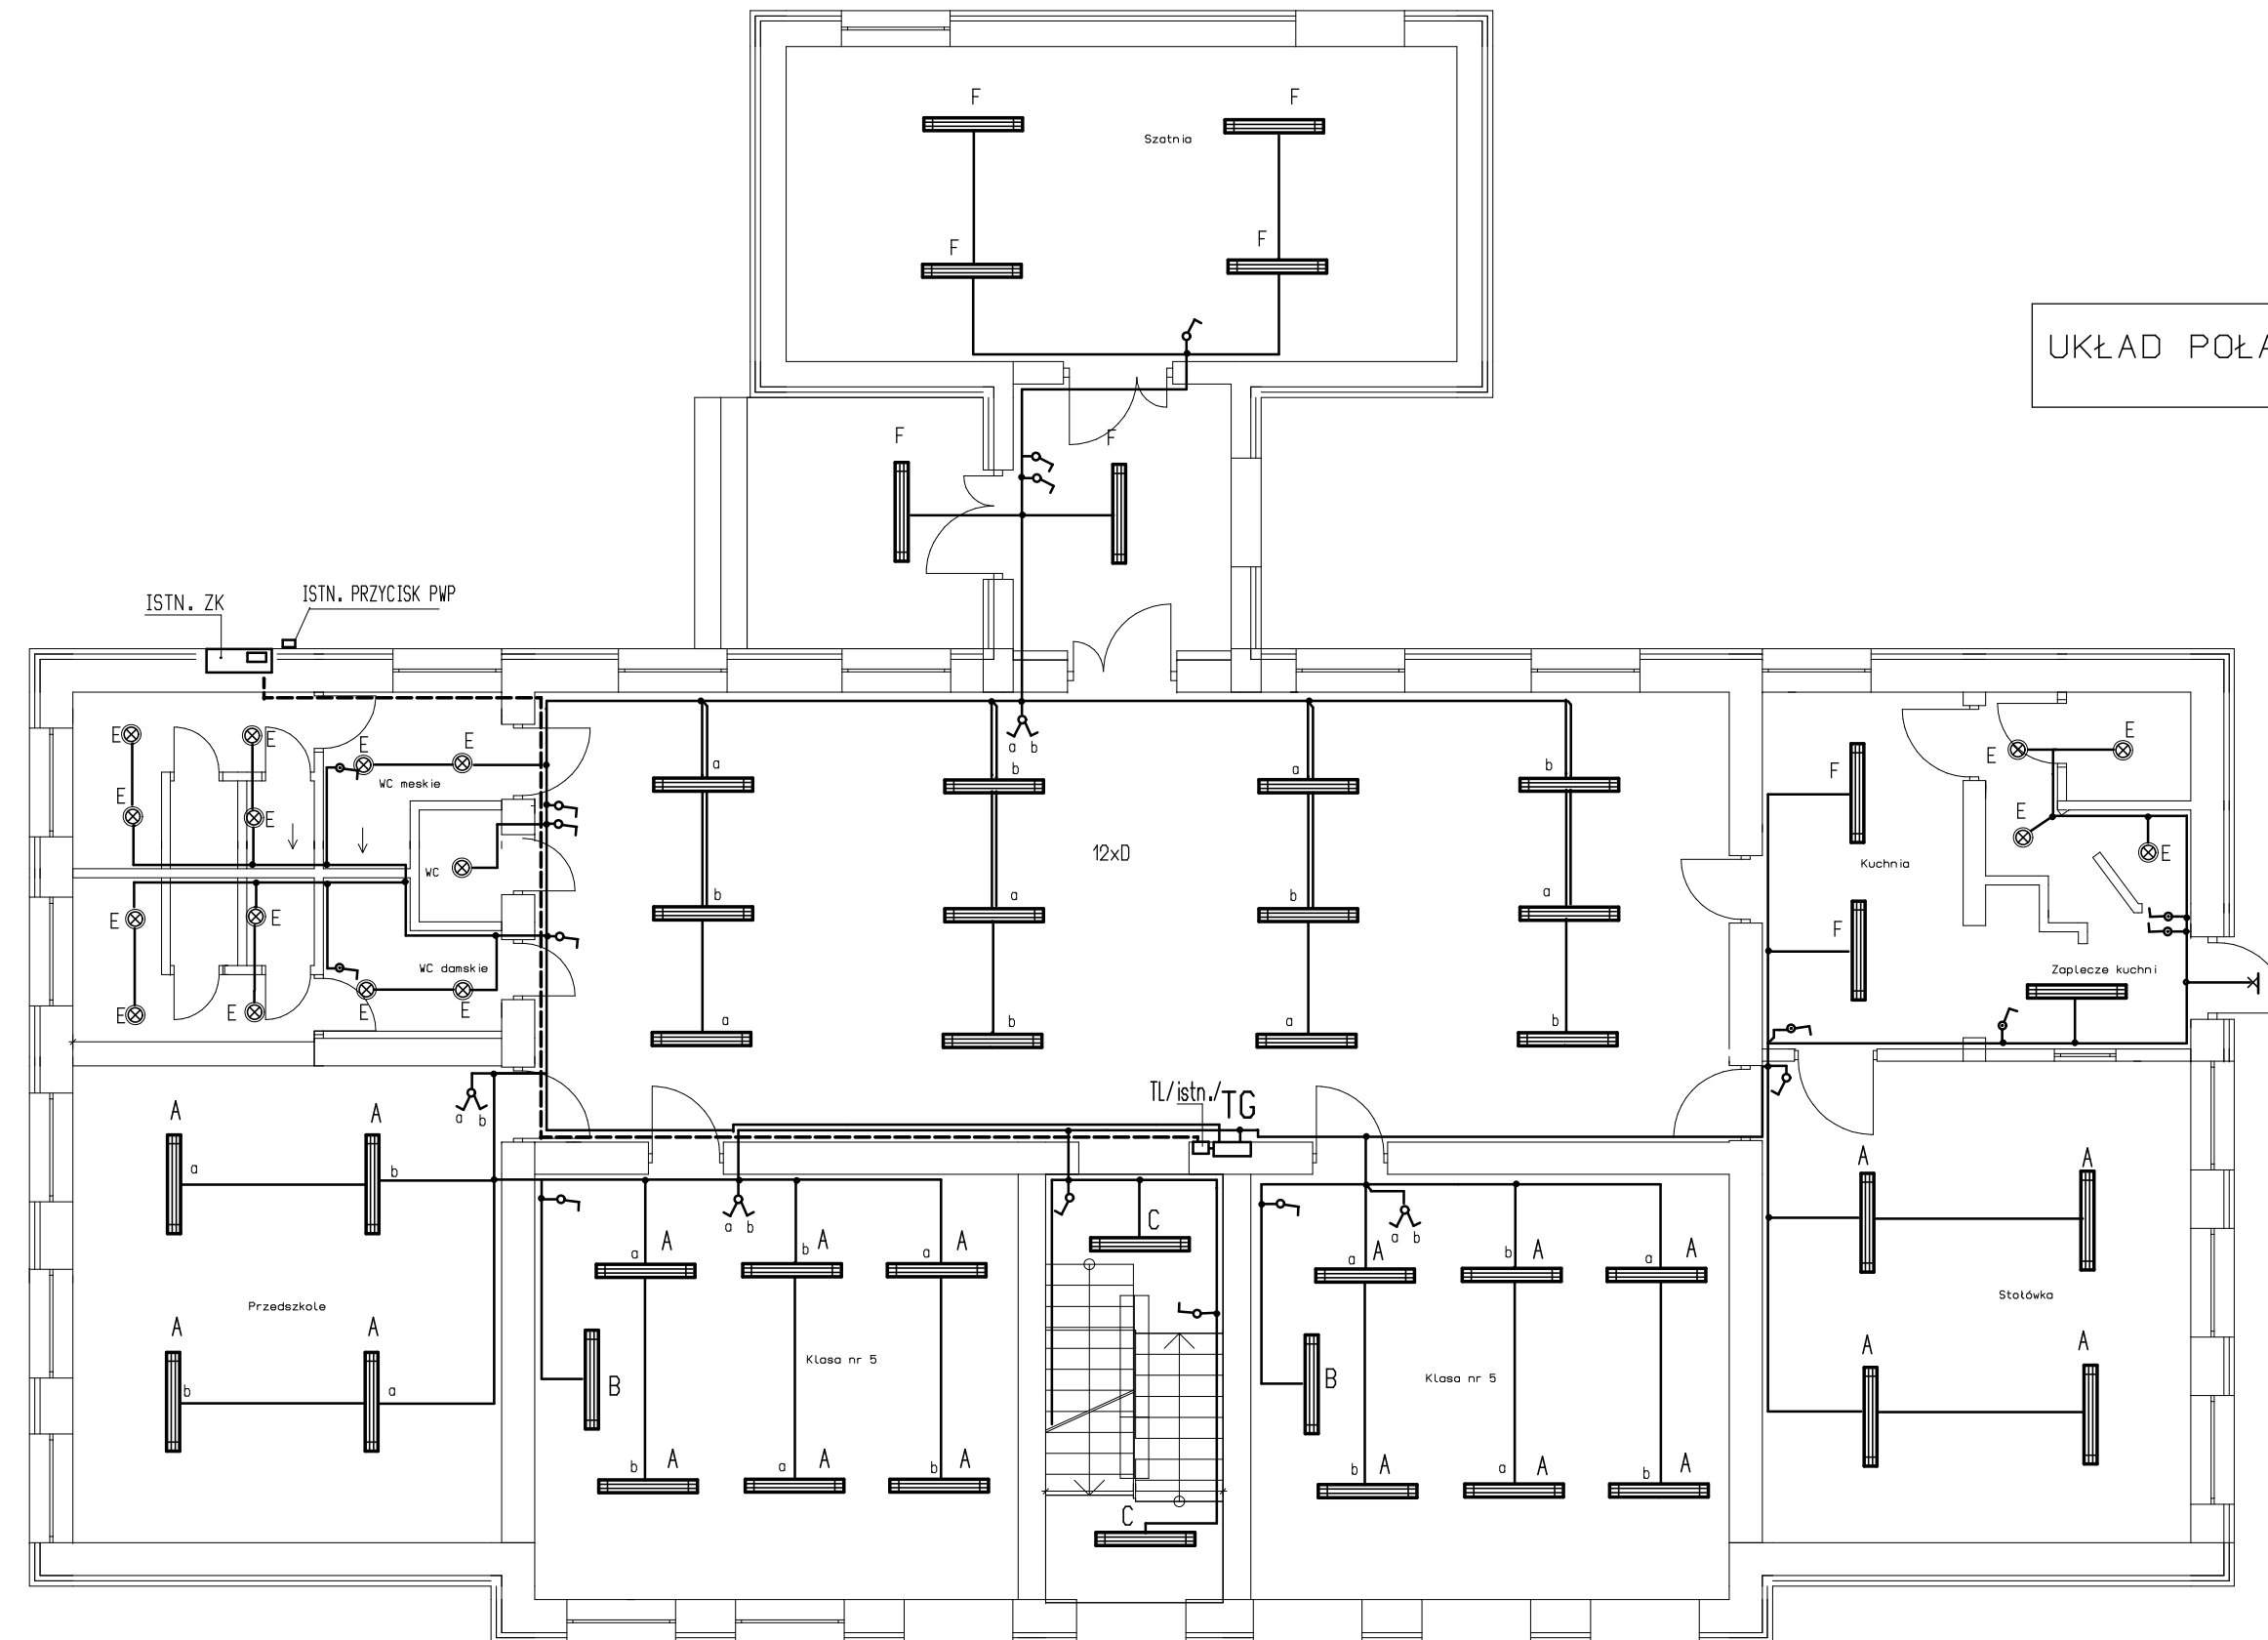 F F
Szatnia
F F
UKŁAD POŁA
F F
ISTN. ZK
ISTN. PRZYCISK PWP
E E E E
a b
E E
a b a b
WC meskie
F
E E
E
12xD
WC
Kuchnia
E
b a b a
E E
F
WC damskie
Zaplecze kuchni
E E E E
a b a b
TL/istn./TG
A A
a b
a b
A A
a b
C
a b
A A
a A b A a A
a A b A a A
Przedszkole
Stołówka
A A
A A
Klasa nr 5
Klasa nr 5
b a
B
B
b A a A b A
b A a A b A
C